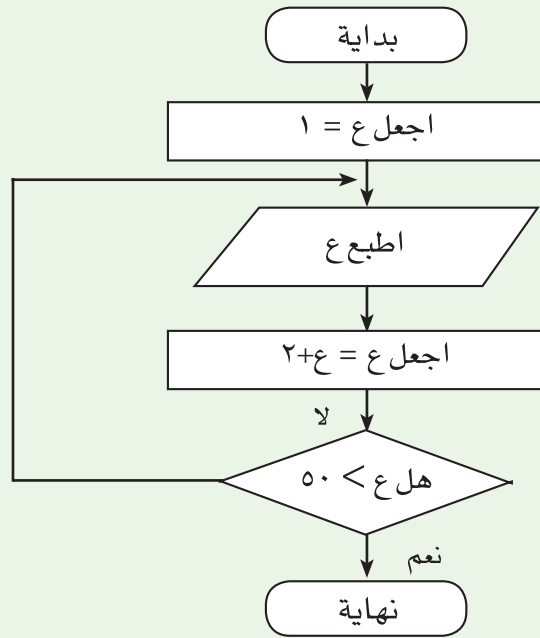 بداية
اجعل ع = ١
اطبع ع
اجعل ع = ع+٢
لا
هل ع > ٥٠
نعم
نهاية